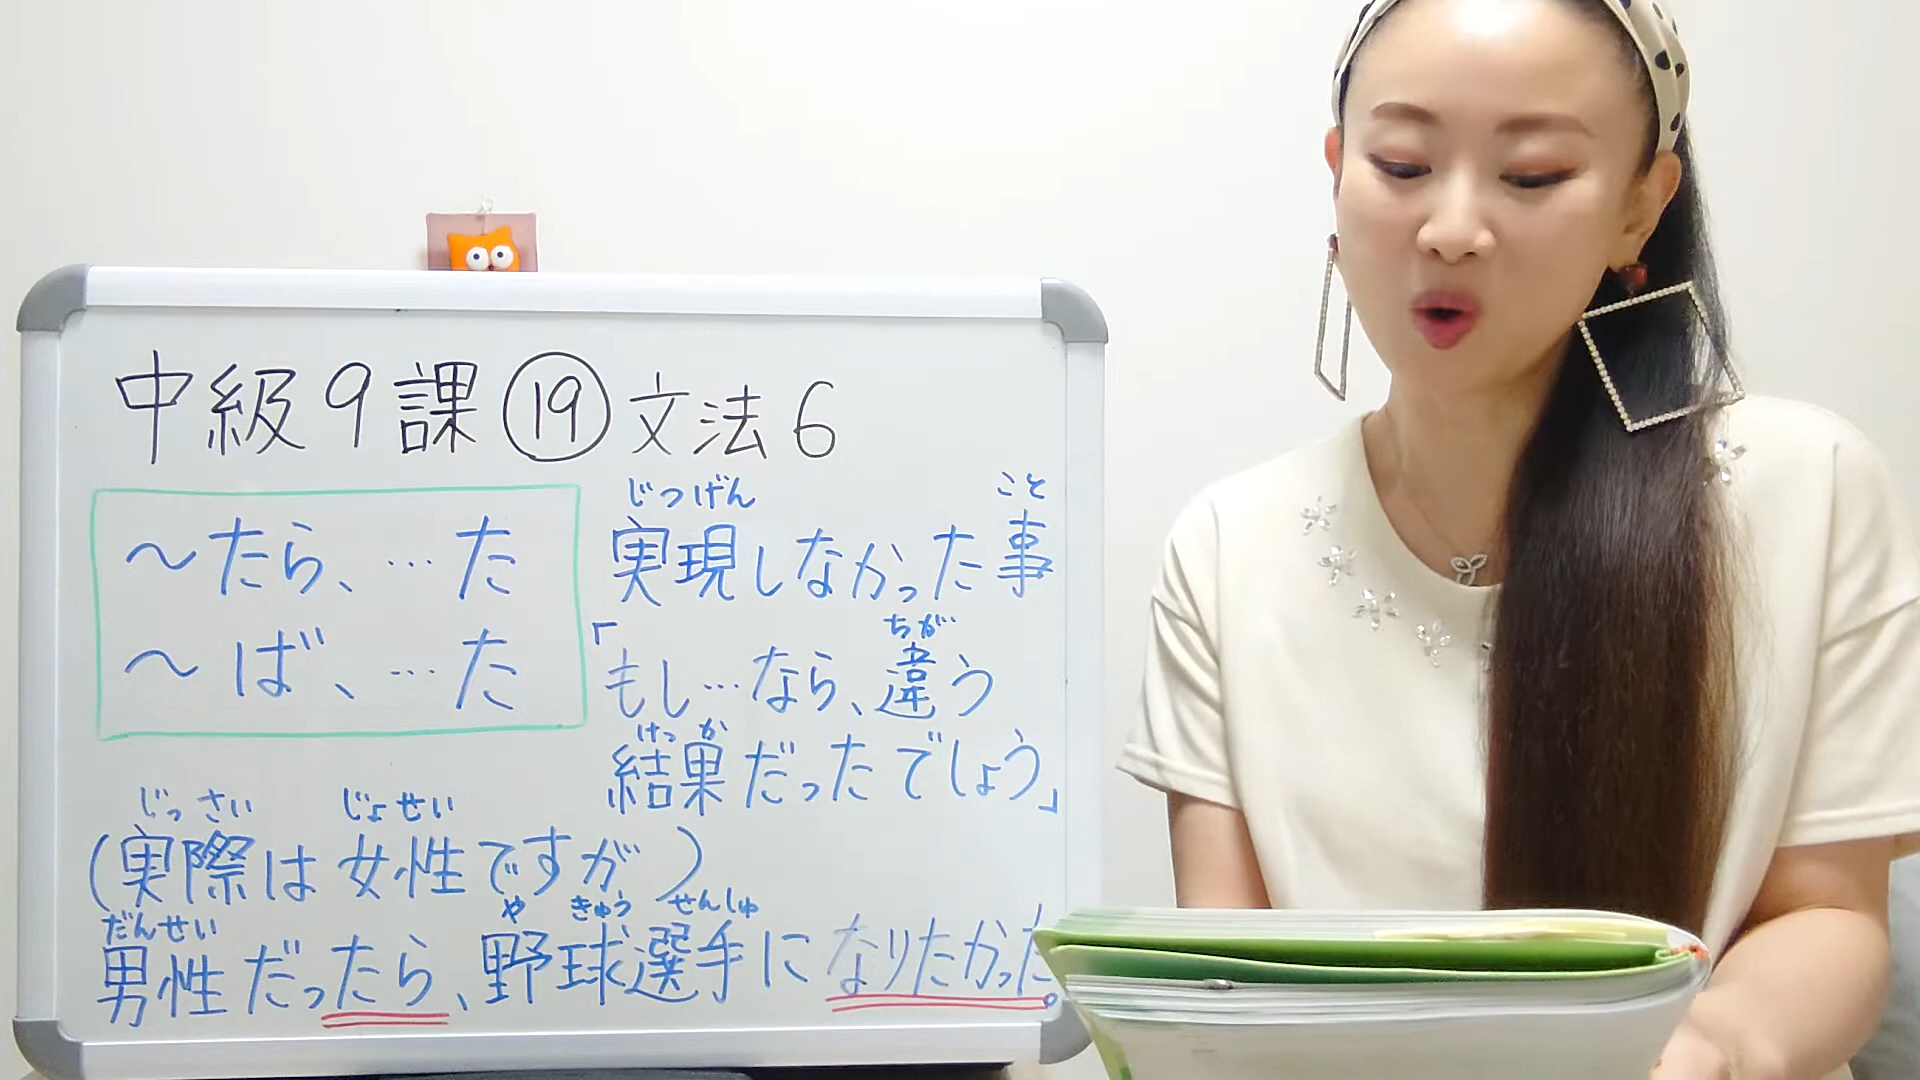 中級9課⑲文法6
〜たら、…た
〜ば、…た
じつげん こと
実現しなかった事
ちが
「もし…なら、違う
けっか
結果だったでしょう」
じっさい じょせい
(実際は女性ですが)
だんせい やきゅう せんしゅ
男性だったら、野球選手になりたかった。